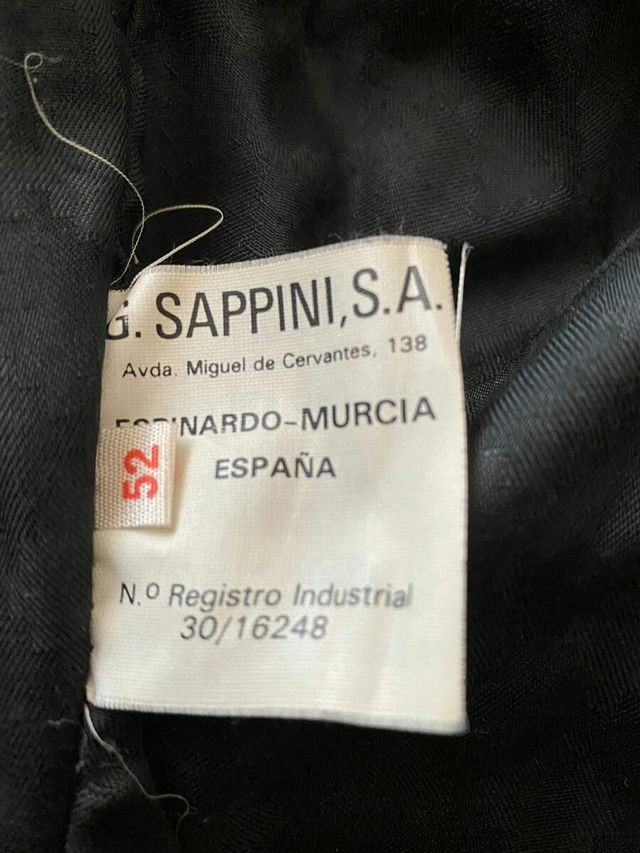 G. SAPPINI, S.A.
Avda. Miguel de Cervantes, 138
ESPINARDO-MURCIA
ESPAÑA
52
N.º Registro Industrial
30/16248